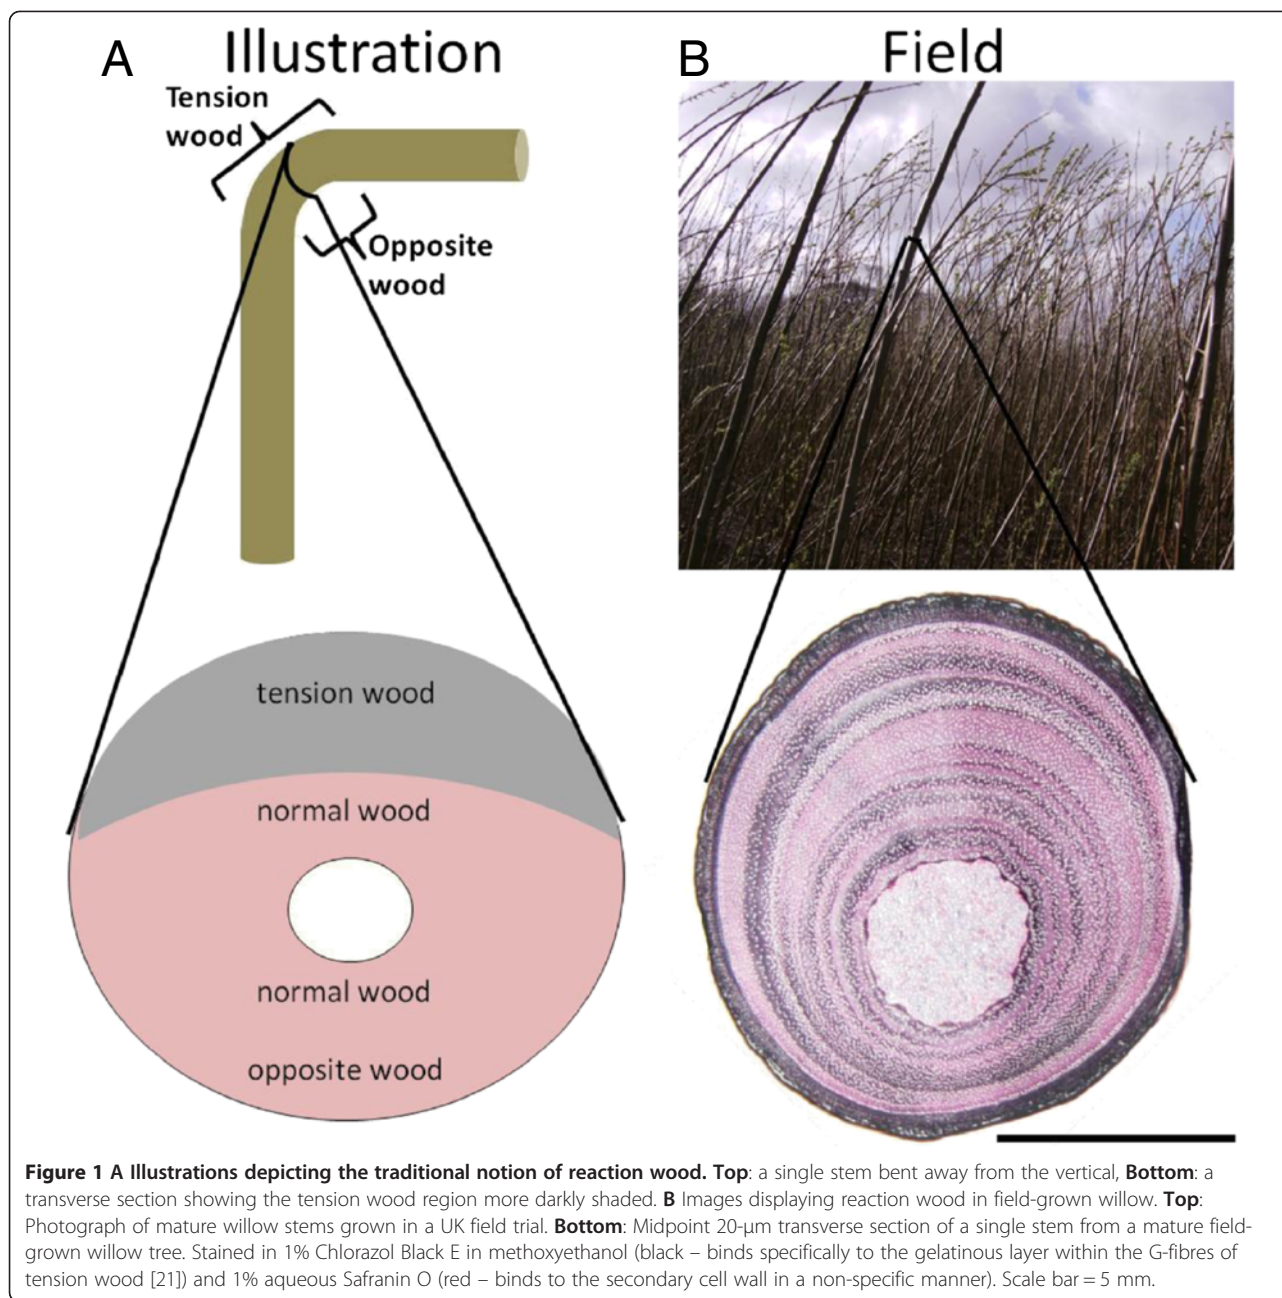 A Illustration
Tension
wood
Opposite
wood
tension wood
normal wood
normal wood
opposite wood
B Field
Figure 1 A Illustrations depicting the traditional notion of reaction wood. Top: a single stem bent away from the vertical, Bottom: a
transverse section showing the tension wood region more darkly shaded. B Images displaying reaction wood in field-grown willow. Top:
Photograph of mature willow stems grown in a UK field trial. Bottom: Midpoint 20-μm transverse section of a single stem from a mature field-
grown willow tree. Stained in 1% Chlorazol Black E in methoxyethanol (black – binds specifically to the gelatinous layer within the G-fibres of
tension wood [21]) and 1% aqueous Safranin O (red – binds to the secondary cell wall in a non-specific manner). Scale bar = 5 mm.